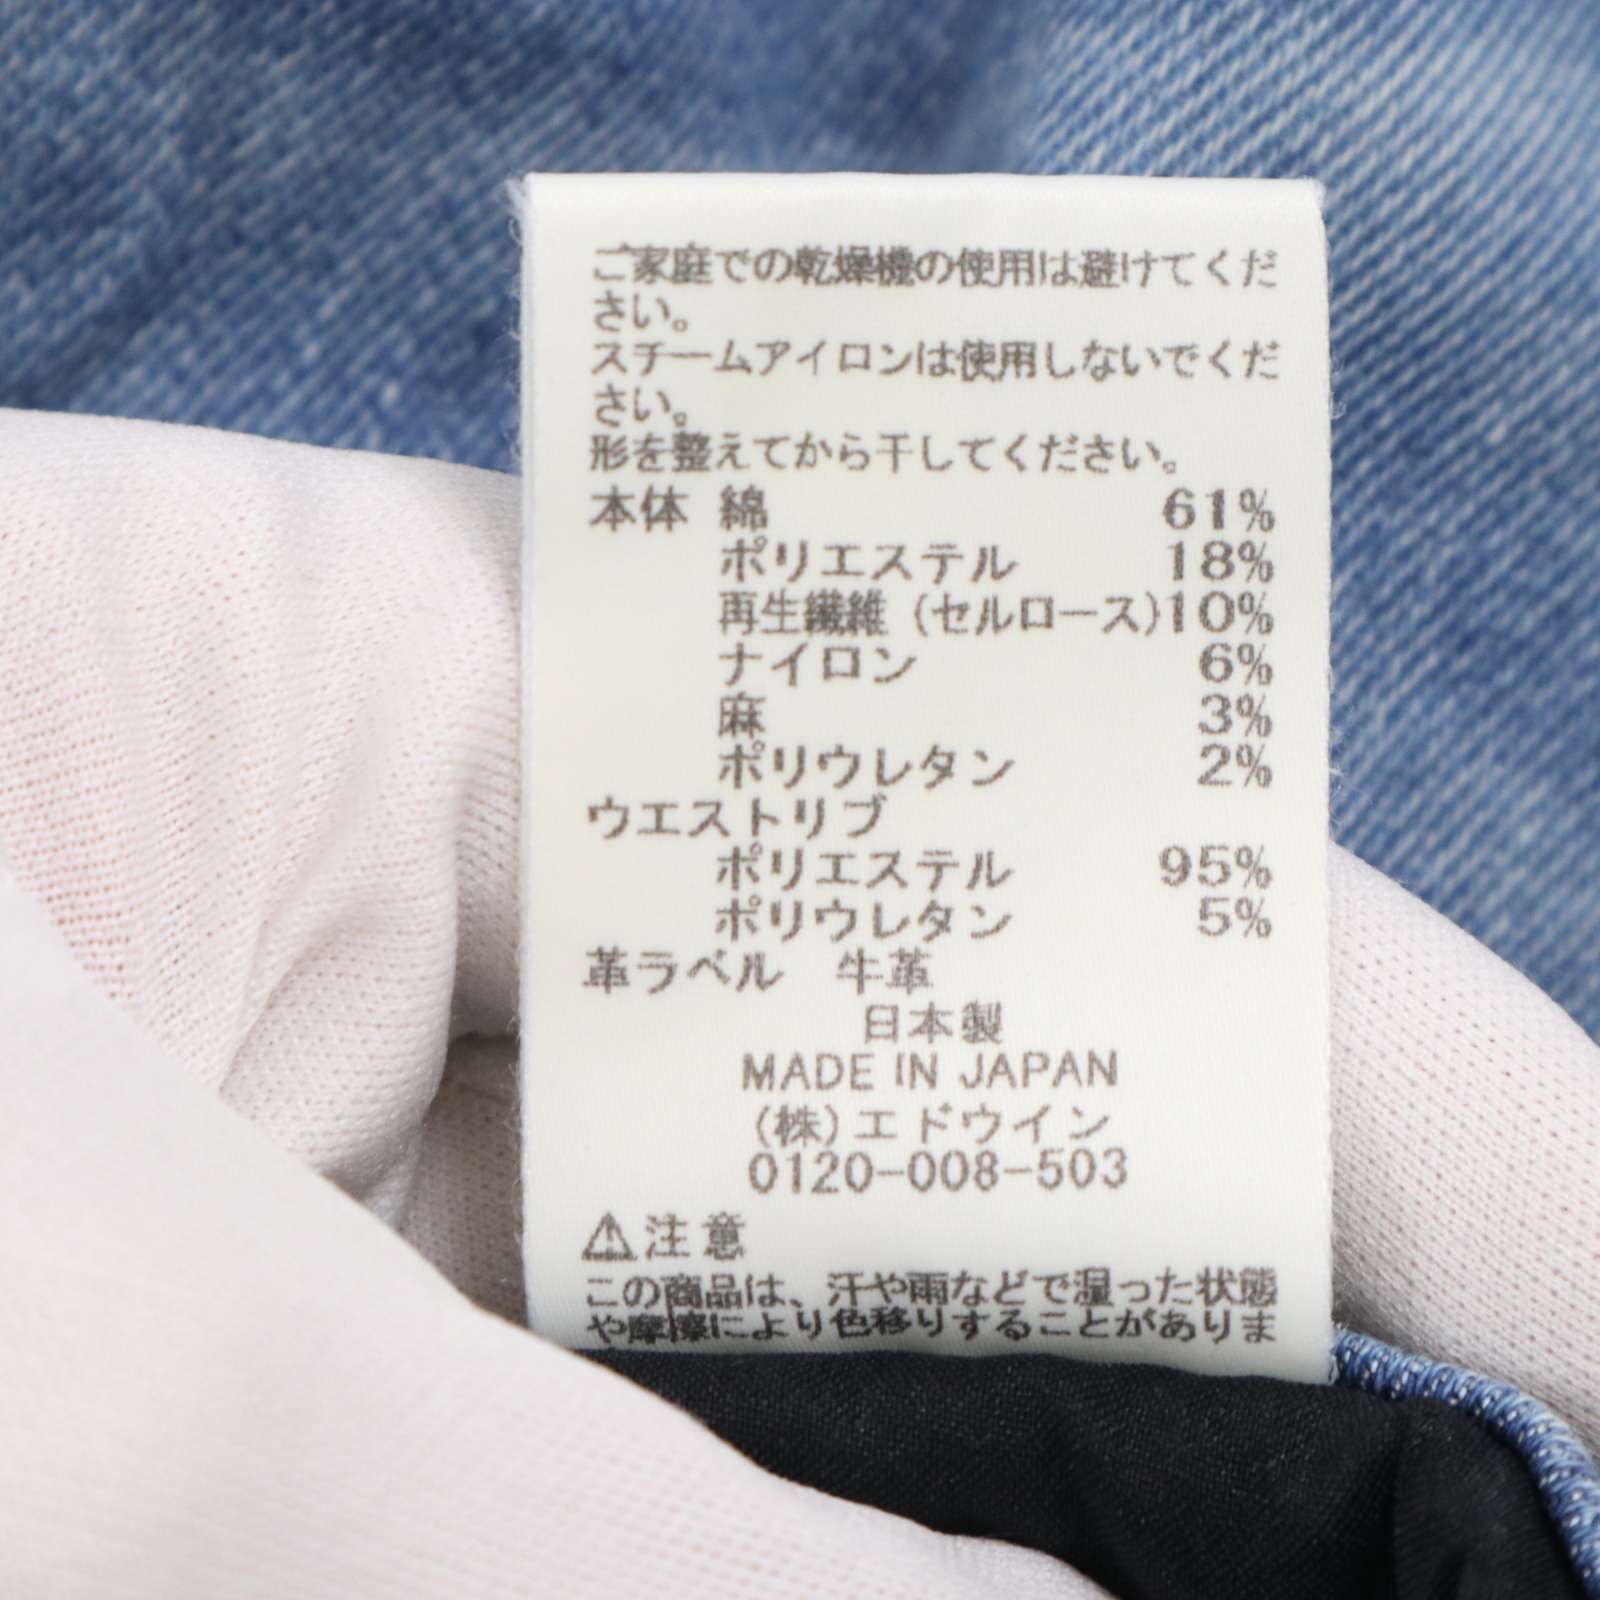 ご家庭での乾燥機の使用は避けてくだ
さい。
スチームアイロンは使用しないでくだ
さい。
形を整えてから干してください。
本体 綿 61%
ポリエステル 18%
再生繊維(セルロース)10%
ナイロン 6%
麻 3%
ポリウレタン 2%
ウエストリブ
ポリエステル 95%
ポリウレタン 5%
革ラベル 牛革
日本製
MADE IN JAPAN
(株)エドウイン
0120-008-503
⚠注意
この商品は、汗や雨などで湿った状態
や摩擦により色移りすることがありま